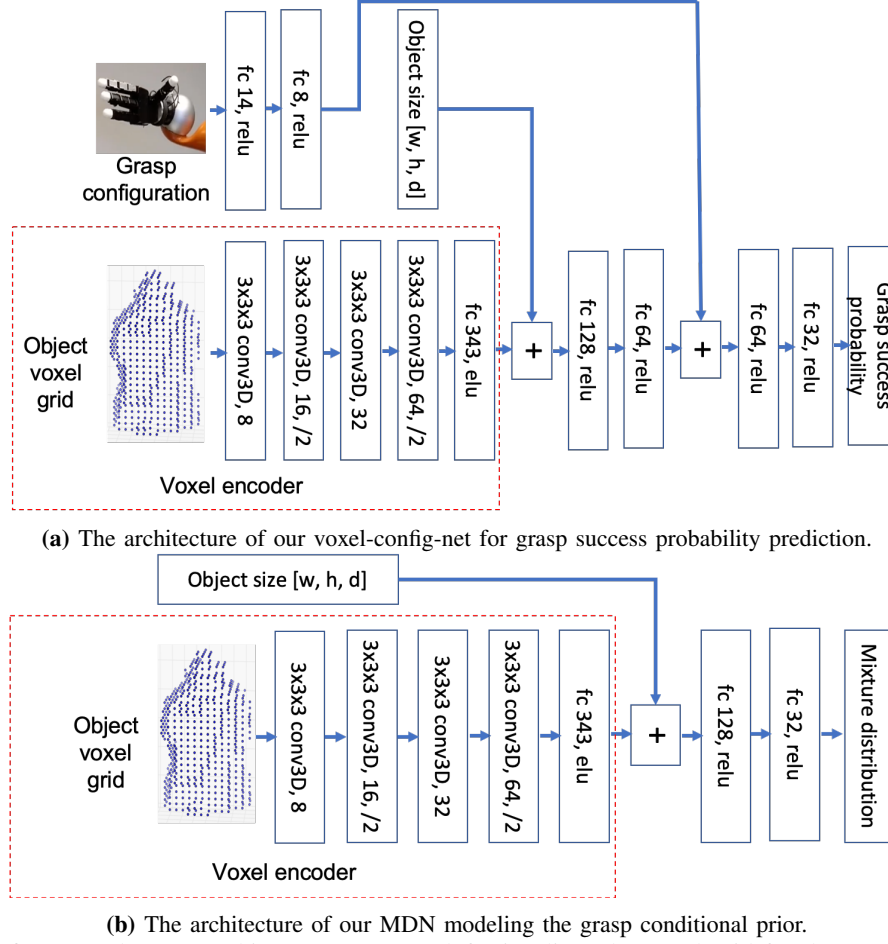 fc 14, relu
fc 8, relu
Object size [w, h, d]
Grasp
configuration
Object
voxel
grid
3x3x3 conv3D, 8
3x3x3 conv3D, 16, /2
3x3x3 conv3D, 32
3x3x3 conv3D, 64, /2
fc 343, elu
+
fc 128, relu
fc 64, relu
+
fc 64, relu
fc 32, relu
Grasp success
probability
Voxel encoder
(a) The architecture of our voxel-config-net for grasp success probability prediction.
Object size [w, h, d]
Object
voxel
grid
3x3x3 conv3D, 8
3x3x3 conv3D, 16, /2
3x3x3 conv3D, 32
3x3x3 conv3D, 64, /2
fc 343, elu
+
fc 128, relu
fc 32, relu
Mixture distribution
Voxel encoder
(b) The architecture of our MDN modeling the grasp conditional prior.